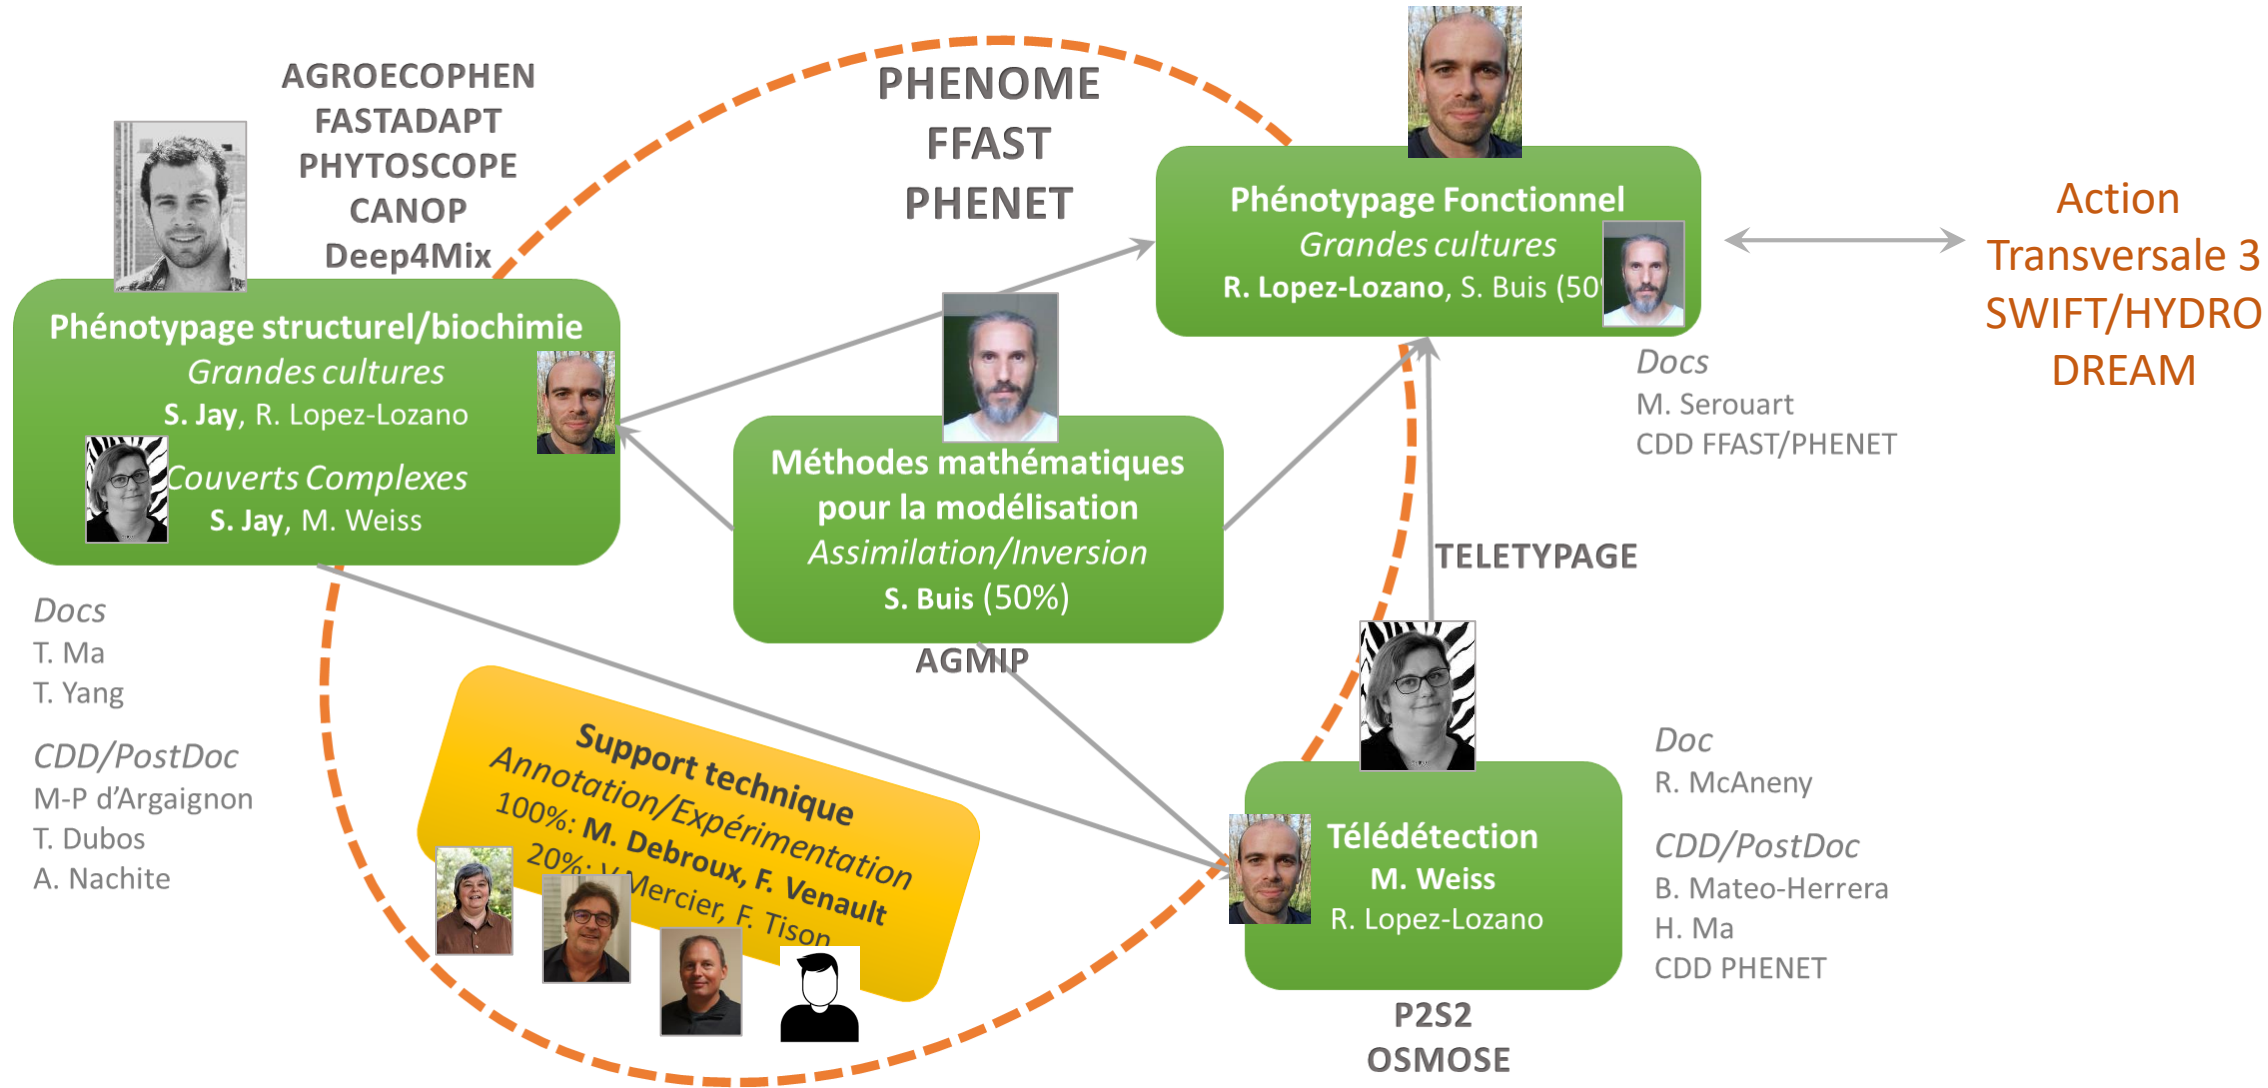 AGROECOPHEN
FASTADAPT
PHYTOSCOPE
CANOP
Deep4Mix
PHENOME
FFAST
PHENET
Phénotypage structurel/biochimie
Grandes cultures
S. Jay, R. Lopez-Lozano
Couverts Complexes
S. Jay, M. Weiss
Docs
T. Ma
T. Yang
CDD/PostDoc
M-P d’Argaignon
T. Dubos
A. Nachite
Méthodes mathématiques
pour la modélisation
Assimilation/Inversion
S. Buis (50%)
AGMIP
Phénotypage Fonctionnel
Grandes cultures
R. Lopez-Lozano, S. Buis (50
Docs
M. Serouart
CDD FFAST/PHENET
Action
Transversale 3
SWIFT/HYDRO
DREAM
TELETYPAGE
Support technique
Annotation/Expérimentation
100%: M. Debroux, F. Venault
20%: V Mercier, F. Tison
Télédétection
M. Weiss
R. Lopez-Lozano
P2S2
OSMOSE
Doc
R. McAneny
CDD/PostDoc
B. Mateo-Herrera
H. Ma
CDD PHENET